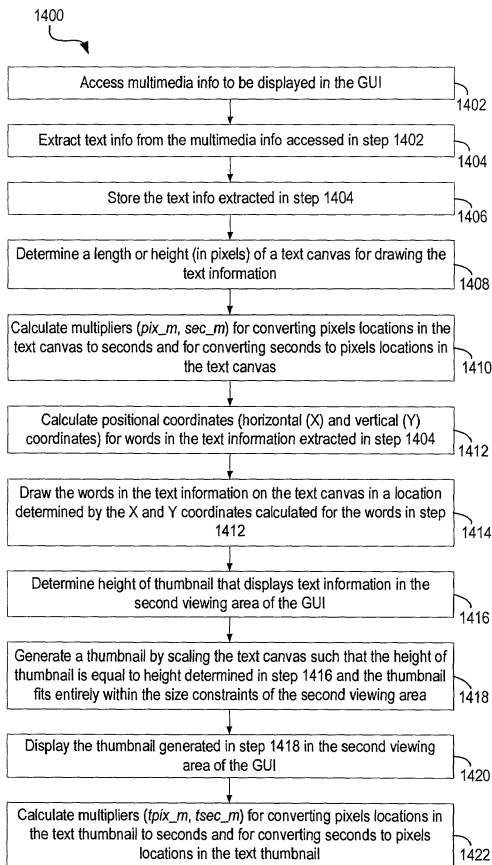 1400
Access multimedia info to be displayed in the GUI
1402
Extract text info from the multimedia info accessed in step 1402
1404
Store the text info extracted in step 1404
1406
Determine a length or height (in pixels) of a text canvas for drawing the
text information
1408
Calculate multipliers (pix_m, sec_m) for converting pixels locations in the
text canvas to seconds and for converting seconds to pixels locations in
the text canvas
1410
Calculate positional coordinates (horizontal (X) and vertical (Y)
coordinates) for words in the text information extracted in step 1404
1412
Draw the words in the text information on the text canvas in a location
determined by the X and Y coordinates calculated for the words in step
1412
1414
Determine height of thumbnail that displays text information in the
second viewing area of the GUI
1416
Generate a thumbnail by scaling the text canvas such that the height of
thumbnail is equal to height determined in step 1416 and the thumbnail
fits entirely within the size constraints of the second viewing area
1418
Display the thumbnail generated in step 1418 in the second viewing
area of the GUI
1420
Calculate multipliers (tpix_m, tsec_m) for converting pixels locations in
the text thumbnail to seconds and for converting seconds to pixels
locations in the text thumbnail
1422